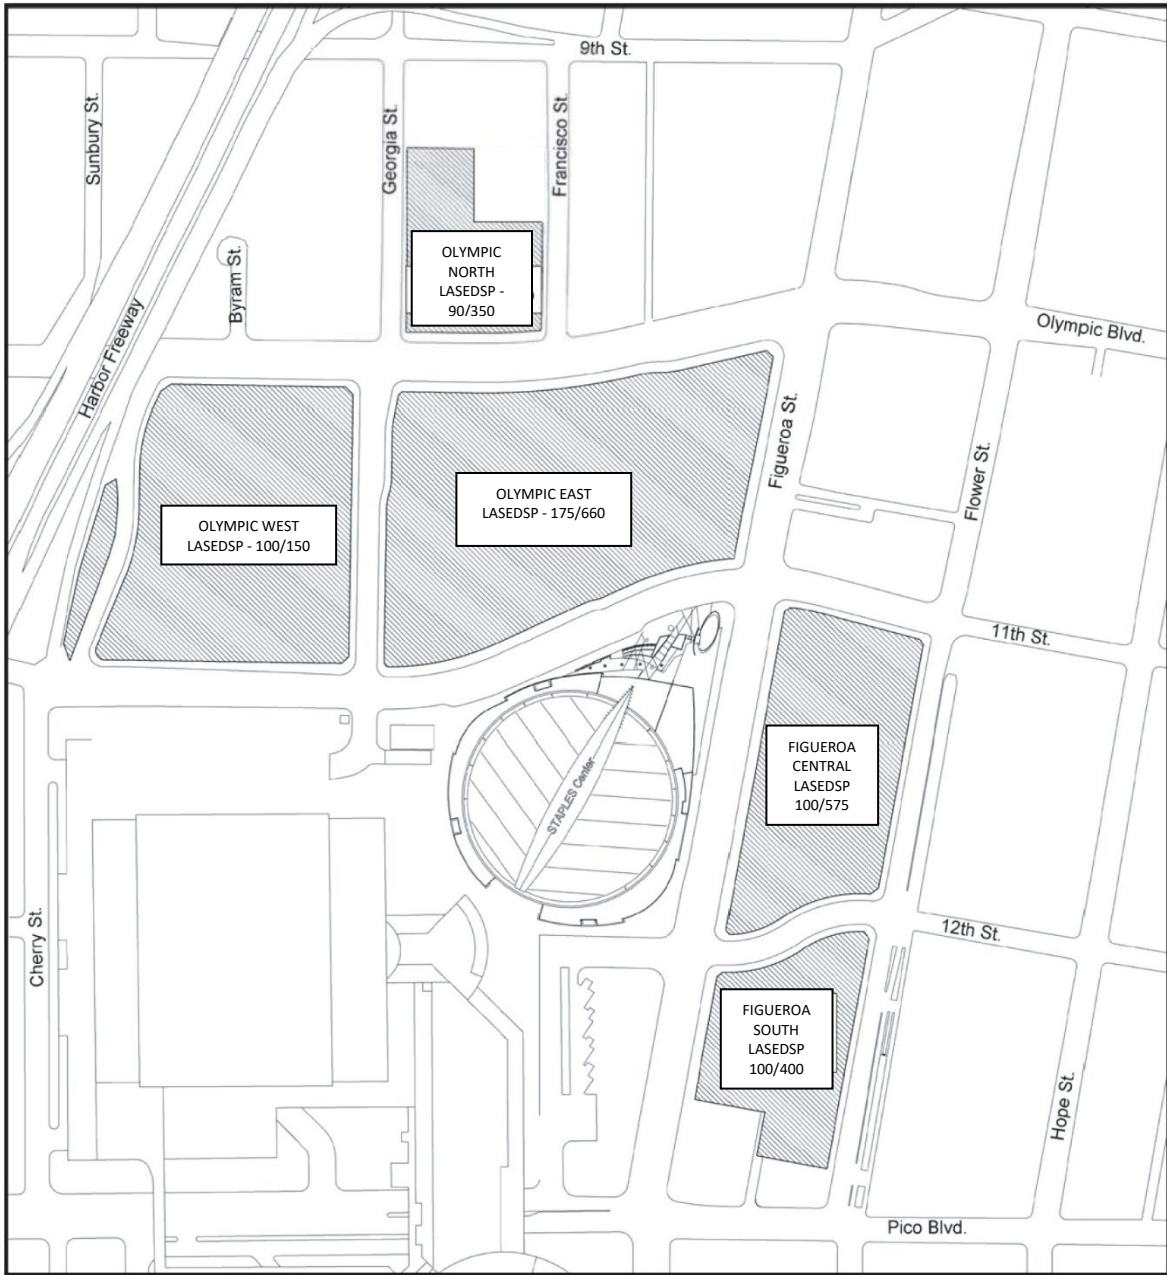 9th St.
Sunbury St.
Georgia St.
Francisco St.
Byram St.
Harbor Freeway
OLYMPIC
NORTH
LASEDSP -
90/350
Olympic Blvd.
Figueroa St.
Flower St.
OLYMPIC EAST
LASEDSP - 175/660
OLYMPIC WEST
LASEDSP - 100/150
11th St.
FIGUEROA
CENTRAL
LASEDSP
100/575
STAPLES Center
Cherry St.
12th St.
FIGUEROA
SOUTH
LASEDSP
100/400
Hope St.
Pico Blvd.